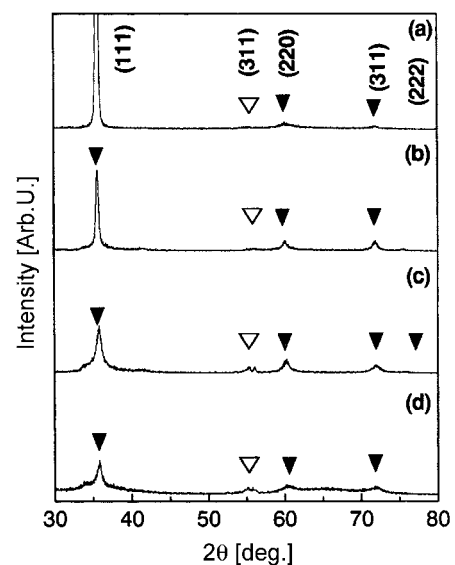 (111)
(311)
(220)
(311)
(222)
(a)
(b)
(c)
(d)
Intensity [Arb.U.]
30 40 50 60 70 80
2θ [deg.]